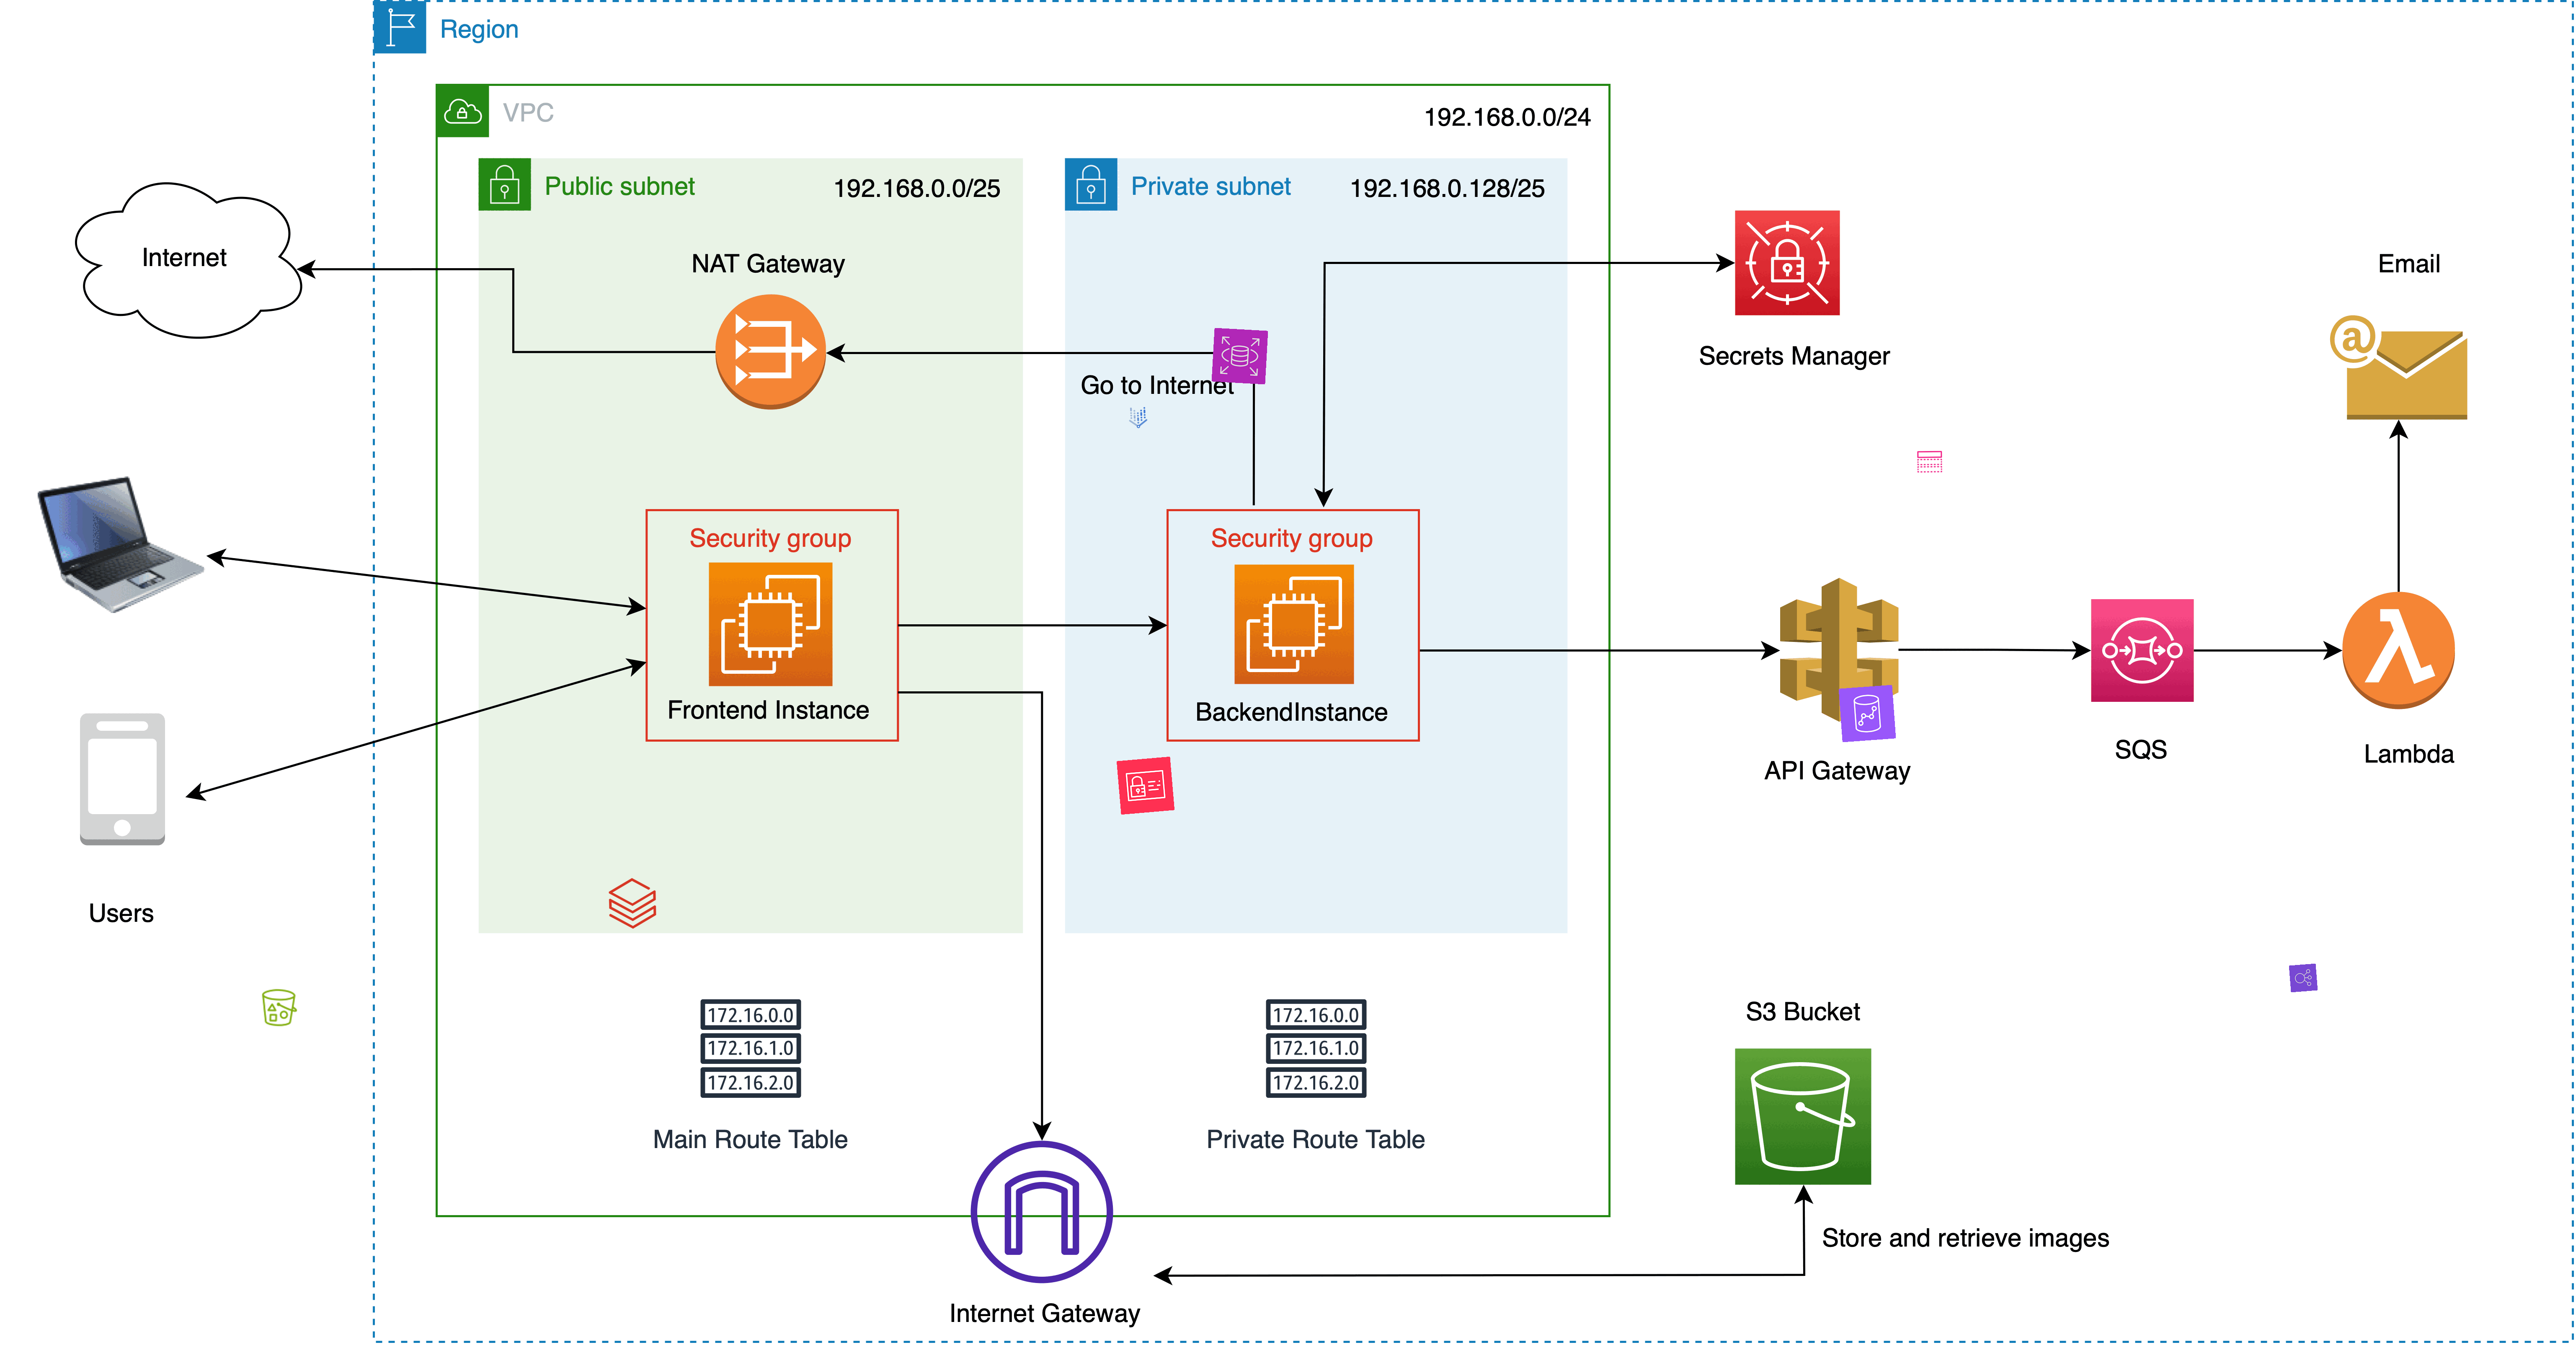 Region
VPC
192.168.0.0/24
Public subnet
192.168.0.0/25
Private subnet
192.168.0.128/25
Internet
NAT Gateway
Go to Internet
Secrets Manager
Email
@
Security group
Frontend Instance
Security group
BackendInstance
API Gateway
SQS
λ
Lambda
Users
172.16.0.0
172.16.1.0
172.16.2.0
Main Route Table
172.16.0.0
172.16.1.0
172.16.2.0
Private Route Table
S3 Bucket
Store and retrieve images
Internet Gateway